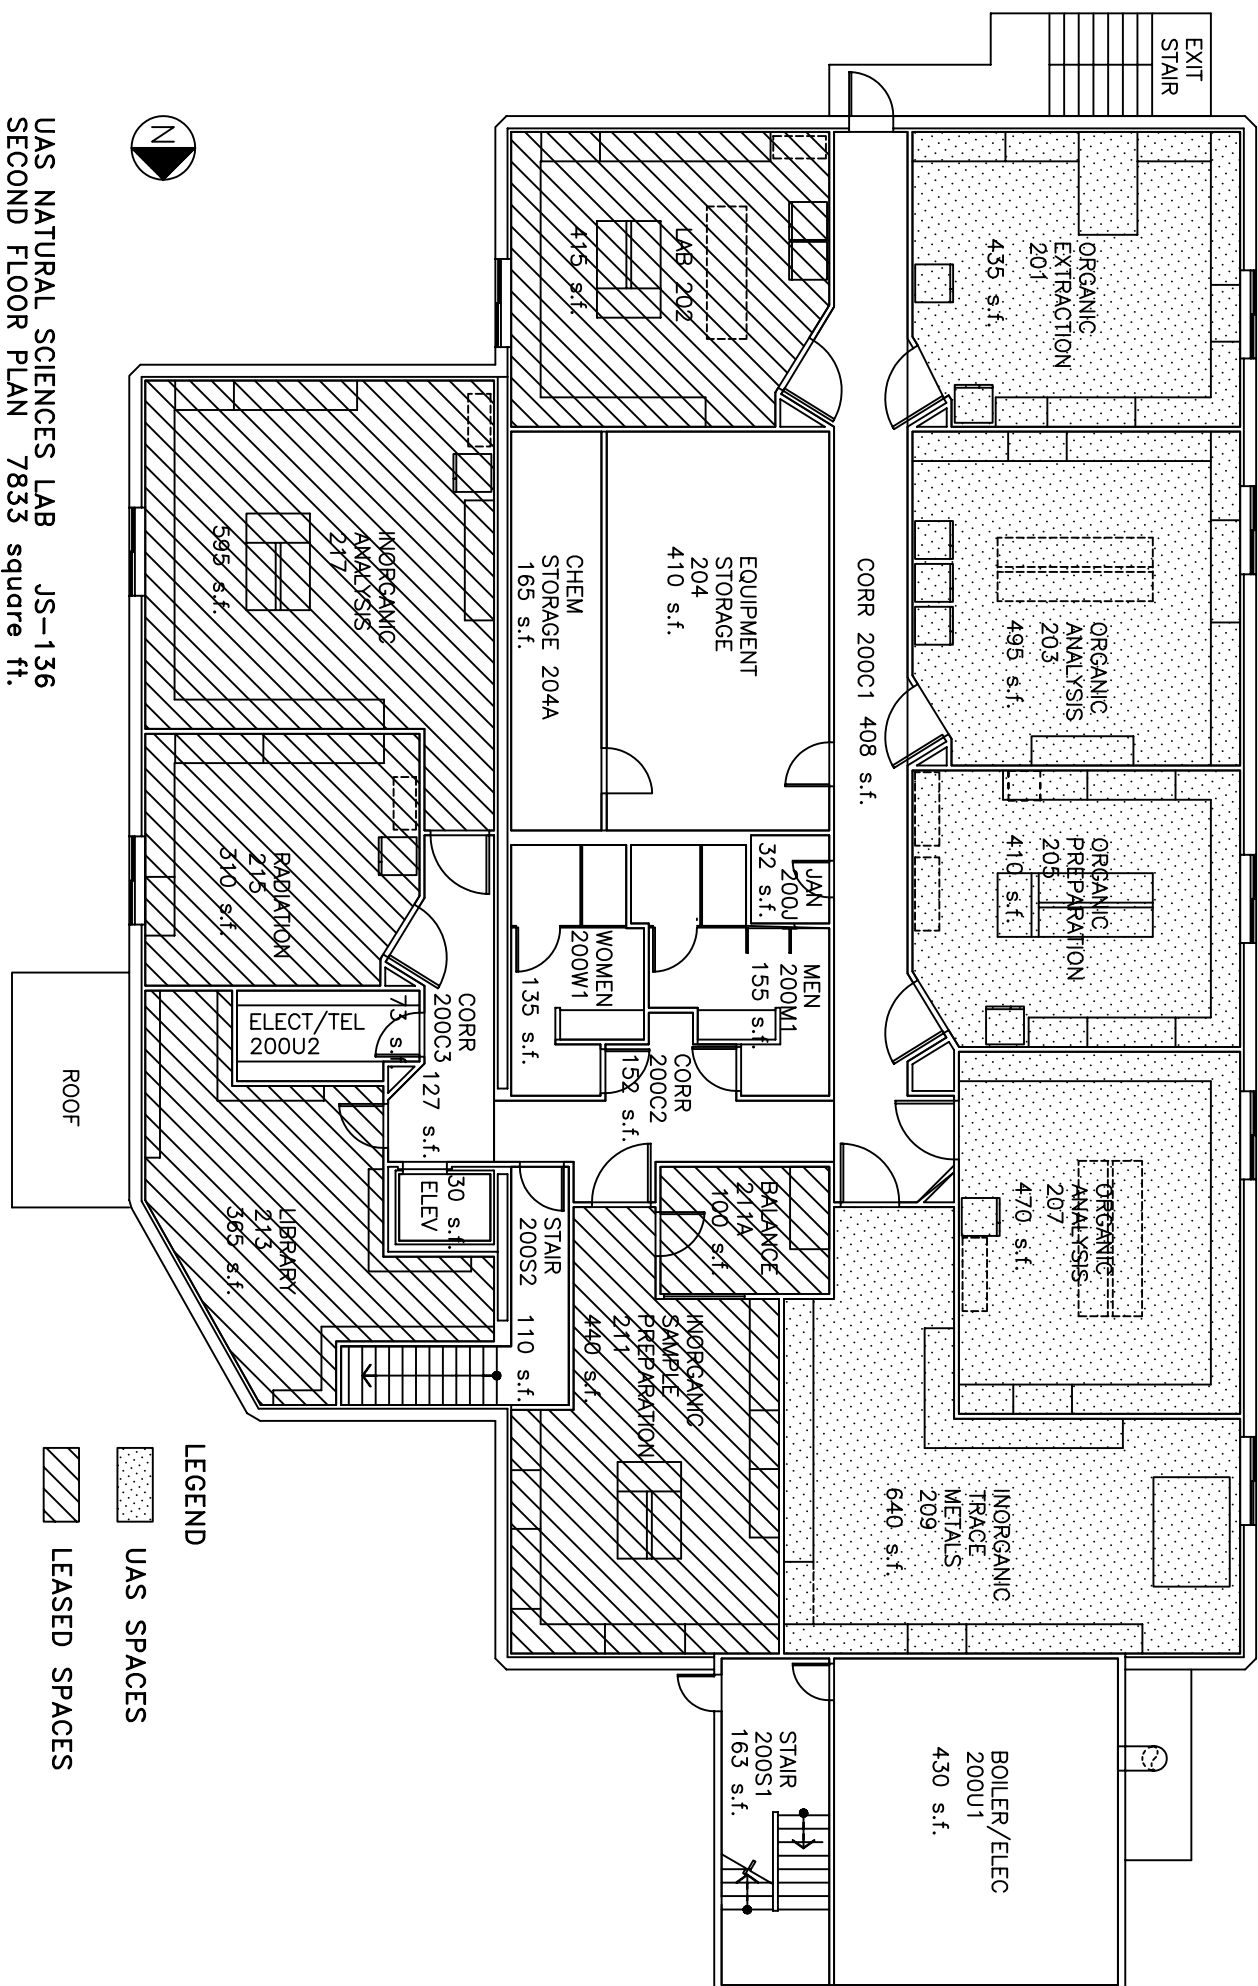 EXIT
STAIR
ORGANIC
EXTRACTION
201
435 s.f.
ORGANIC
ANALYSIS
203
495 s.f.
ORGANIC
PREPARATION
205
410 s.f.
ORGANIC
ANALYSIS
207
470 s.f.
INORGANIC
TRACE
METALS
209
640 s.f.
BOILER/ELEC
200U1
430 s.f.
CORR 200C1 408 s.f.
LAB 202
415 s.f.
EQUIPMENT
STORAGE
204
410 s.f.
CHEM
STORAGE 204A
165 s.f.
JAN
200J
32 s.f.
MEN
200M1
155 s.f.
WOMEN
200W1
135 s.f.
CORR
200C2
152 s.f.
BALANCE
211A
100 s.f.
INORGANIC
SAMPLE
PREPARATION
211
440 s.f.
STAIR
200S1
163 s.f.
STAIR
200S2
110 s.f.
INORGANIC
ANALYSIS
217
595 s.f.
RADIATION
215
310 s.f.
CORR
200C3 127 s.f.
73 s.f.
ELECT/TEL
200U2
30 s.f.
ELEV
LIBRARY
213
365 s.f.
ROOF
N
UAS NATURAL SCIENCES LAB JS-136
SECOND FLOOR PLAN 7833 square ft.
LEGEND
UAS SPACES
LEASED SPACES